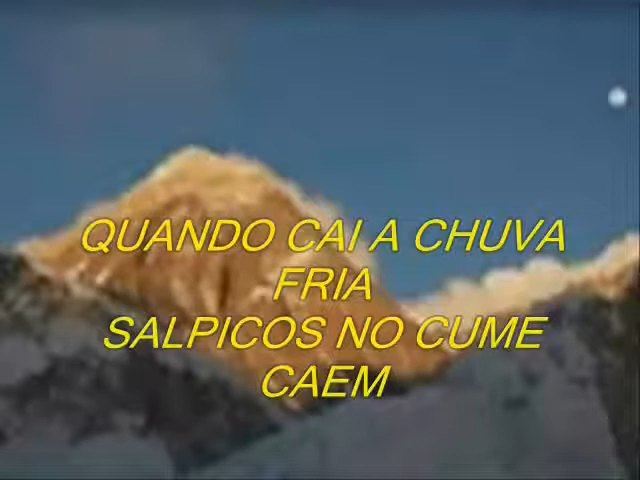 QUANDO CAI A CHUVA
FRIA
SALPICOS NO CUME
CAEM